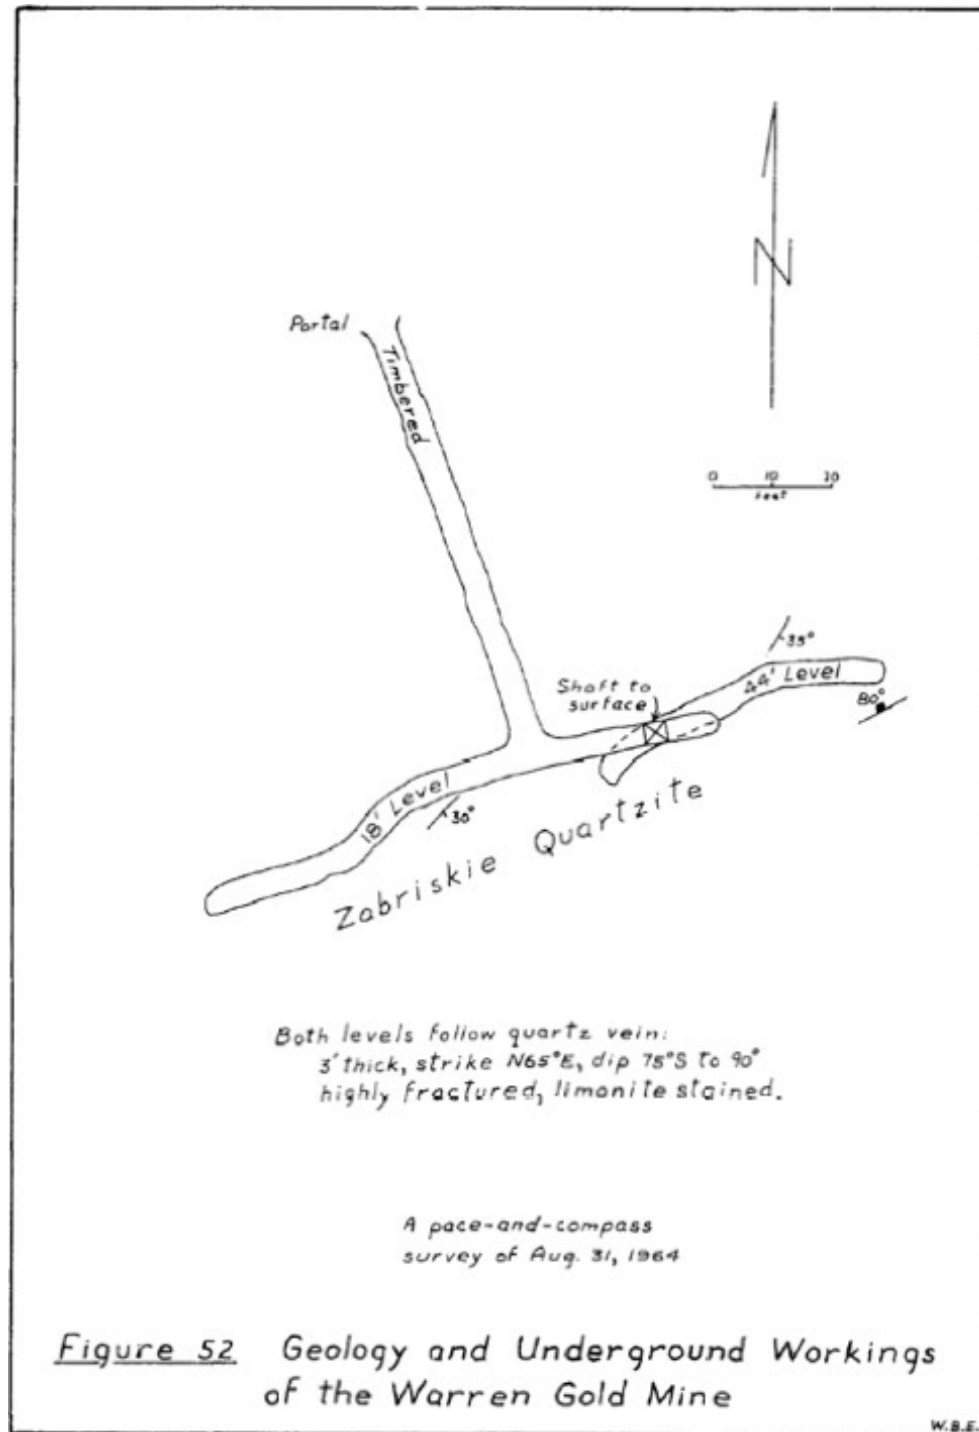 N
Portal
Timbered
0 10 20
Feet
35°
44' Level
Shaft to
surface
80°
18' Level
30°
Zabriskie Quartzite
Both levels follow quartz vein:
3' thick, strike N65°E, dip 75°S to 90°
highly fractured, limonite stained.
A pace-and-compass
survey of Aug. 31, 1964
Figure 52 Geology and Underground Workings
of the Warren Gold Mine
W.B.E.